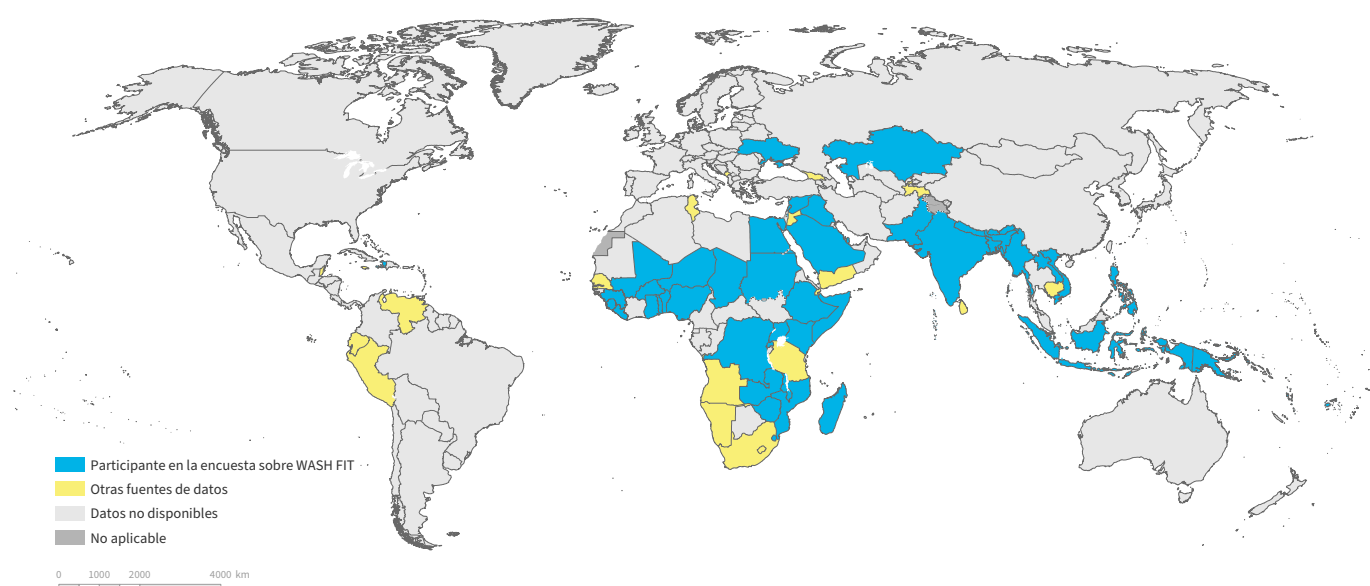 Participante en la encuesta sobre WASH FIT
Otras fuentes de datos
Datos no disponibles
No aplicable
0 1000 2000 4000 km